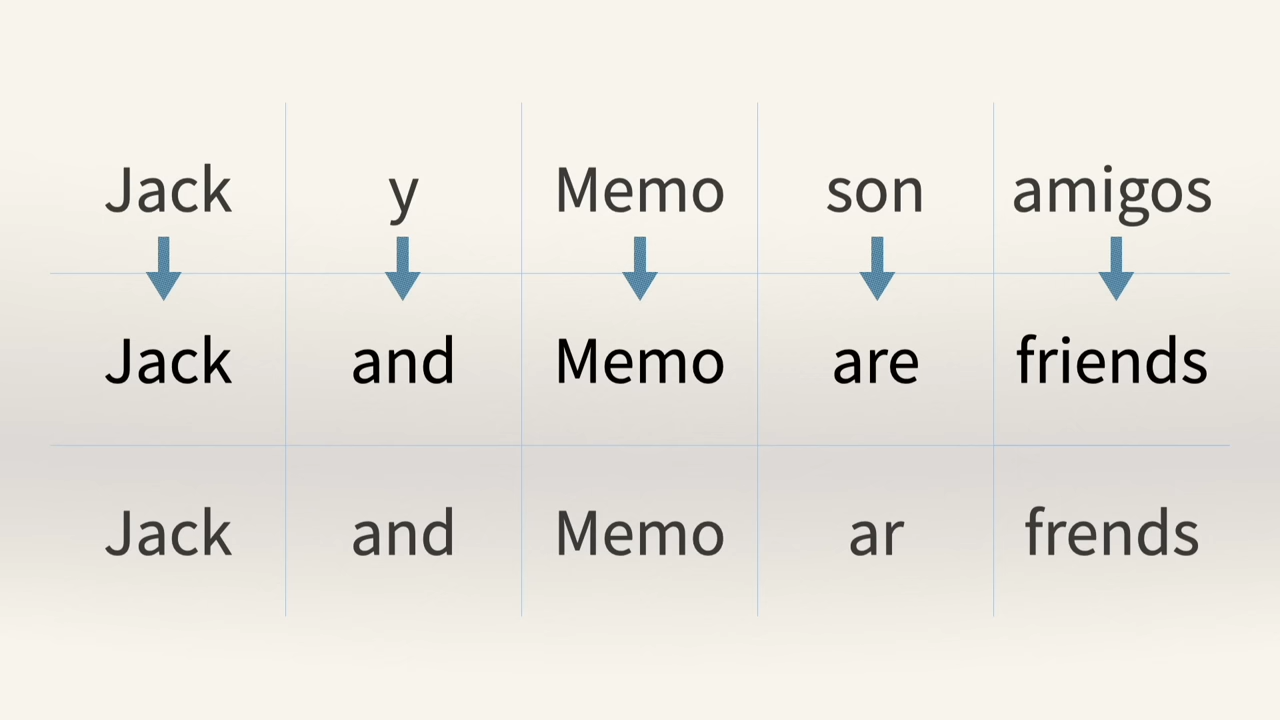 Jack y Memo son amigos
Jack and Memo are friends
Jack and Memo ar frends